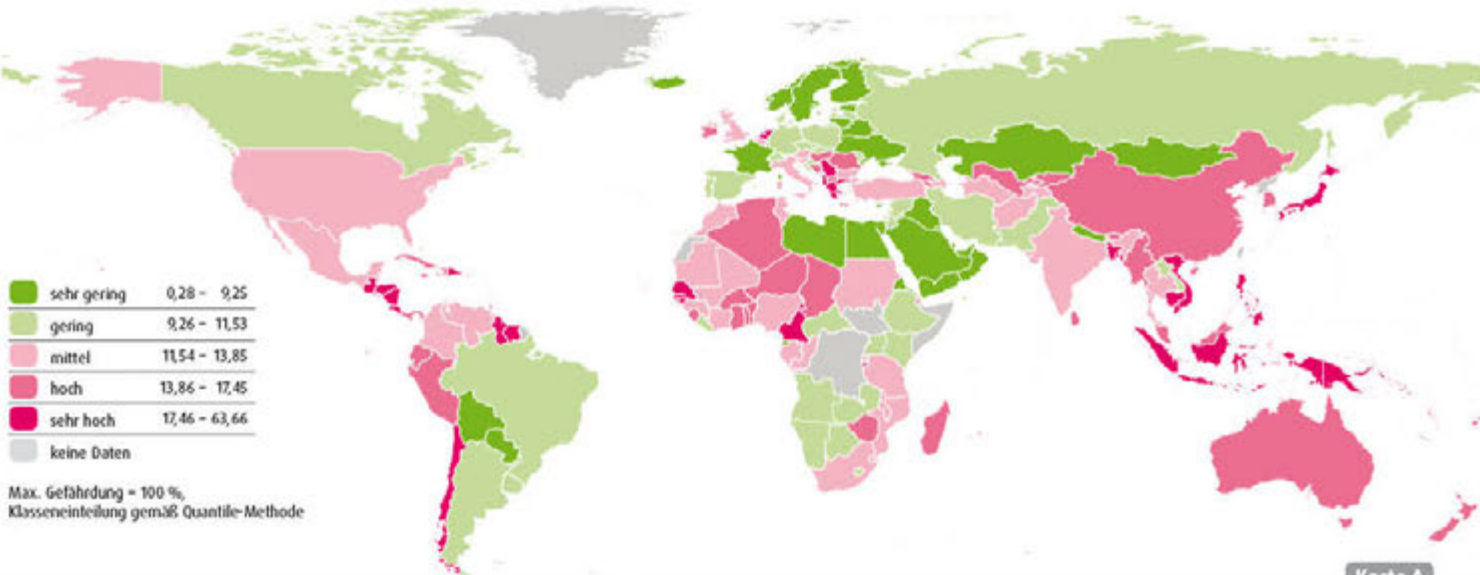 sehr gering 0,28 – 9,25
gering 9,26 – 11,53
mittel 11,54 – 13,85
hoch 13,86 – 17,45
sehr hoch 17,46 – 63,66
keine Daten
Max. Gefährdung = 100 %,
Klasseneinteilung gemäß Quantile-Methode
Karte A